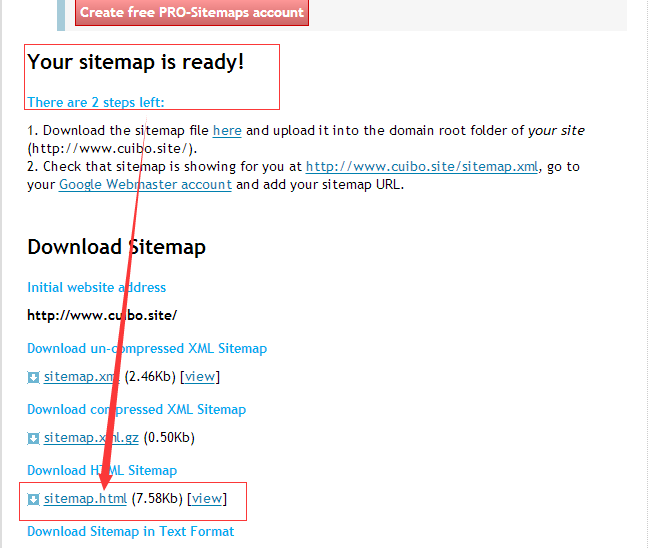 Create free PRO-Sitemaps account
Your sitemap is ready!
There are 2 steps left:
1. Download the sitemap file here and upload it into the domain root folder of your site
(http://www.cuibo.site/).
2. Check that sitemap is showing for you at http://www.cuibo.site/sitemap.xml, go to
your Google Webmaster account and add your sitemap URL.
Download Sitemap
Initial website address
http://www.cuibo.site/
Download un-compressed XML Sitemap
sitemap.xml (2.46Kb) [view]
Download compressed XML Sitemap
sitemap.xml.gz (0.50Kb)
Download HTML Sitemap
sitemap.html (7.58Kb) [view]
Download Sitemap in Text Format